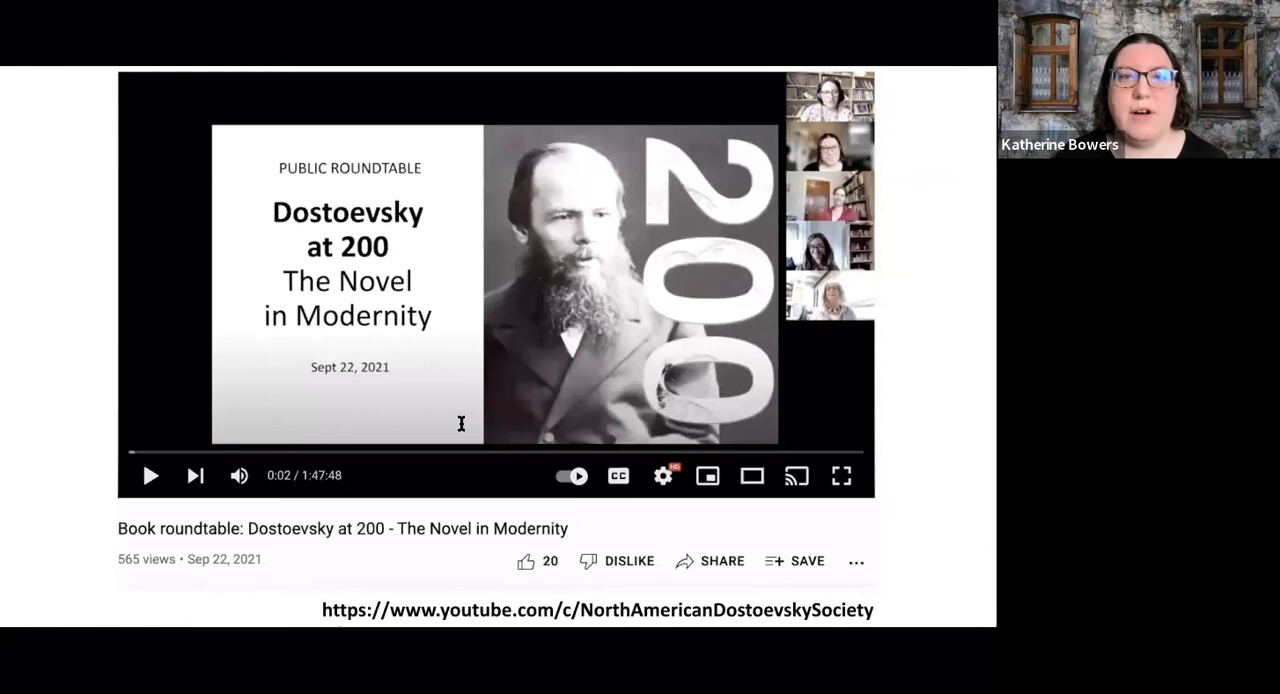 PUBLIC ROUNDTABLE
Dostoevsky
at 200
The Novel
in Modernity
Sept 22, 2021
200
Katherine Bowers
0:02 / 1:47:48
CC
HD
Book roundtable: Dostoevsky at 200 - The Novel in Modernity
565 views • Sep 22, 2021
20
DISLIKE
SHARE
SAVE
https://www.youtube.com/c/NorthAmericanDostoevskySociety